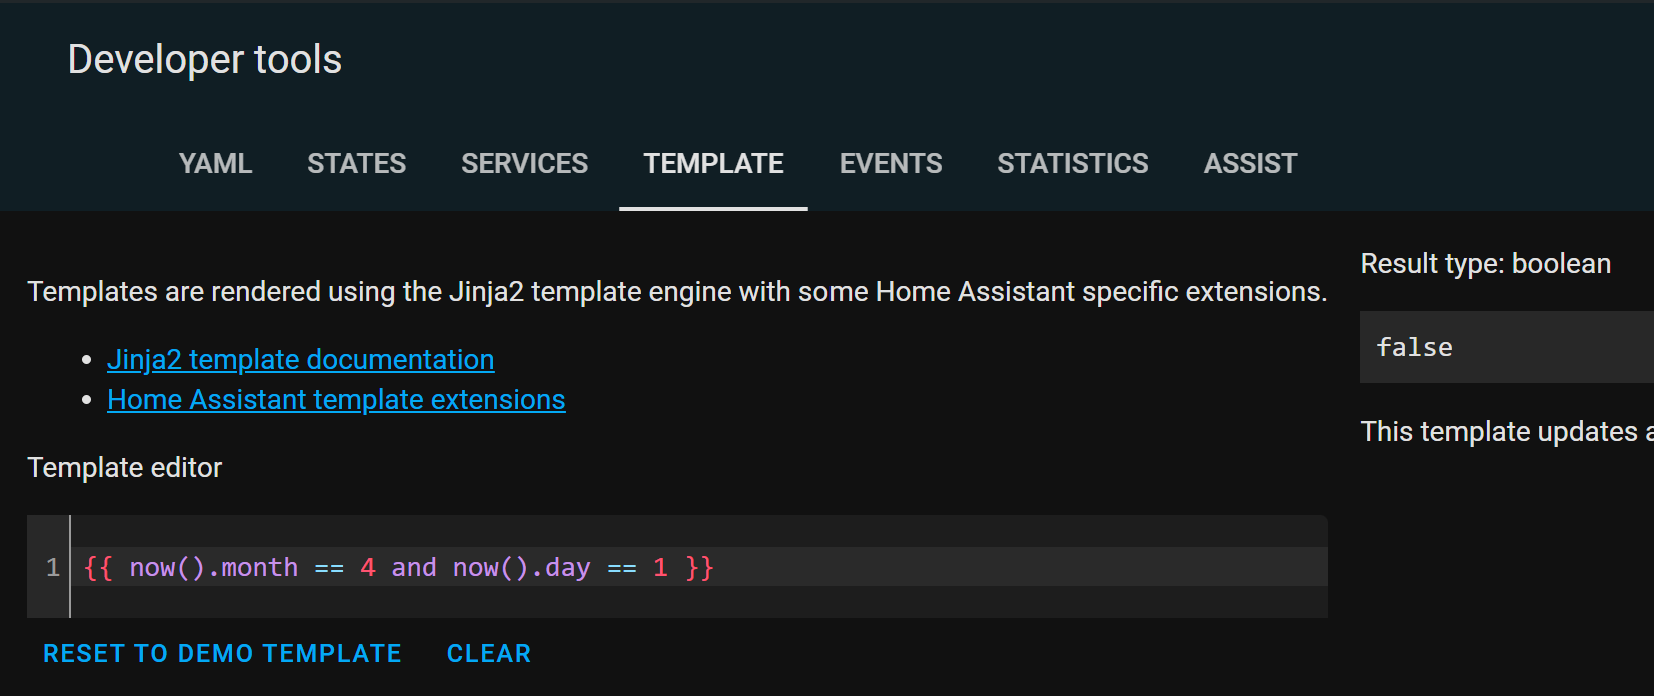 Developer tools
YAML STATES SERVICES TEMPLATE EVENTS STATISTICS ASSIST
Templates are rendered using the Jinja2 template engine with some Home Assistant specific extensions.
Jinja2 template documentation
Home Assistant template extensions
Template editor
1 {{ now().month == 4 and now().day == 1 }}
RESET TO DEMO TEMPLATE CLEAR
Result type: boolean
false
This template updates